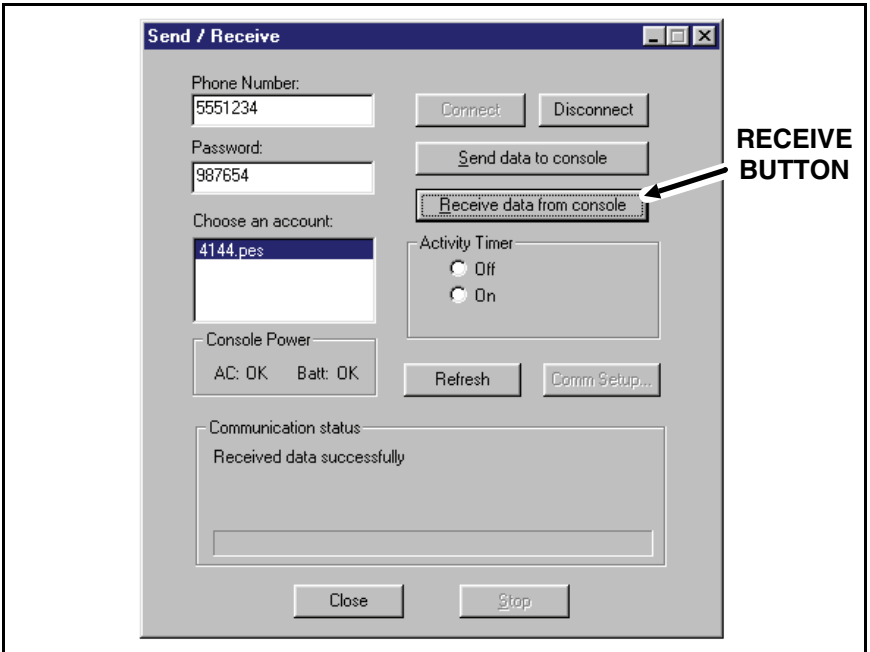 Send / Receive
Phone Number:
5551234
Connect
Disconnect
Password:
987654
Send data to console
Receive data from console
RECEIVE
BUTTON
Choose an account:
4144.pes
Activity Timer
Off
On
Console Power
AC: OK Batt: OK
Refresh
Comm Setup...
Communication status
Received data successfully
Close
Stop